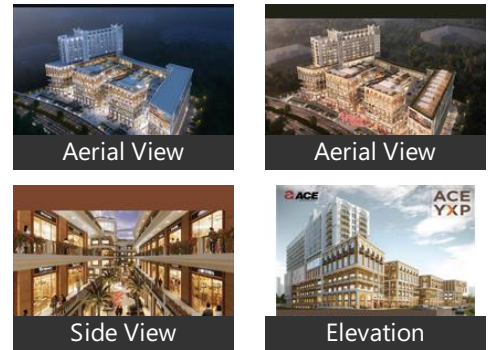 Aerial View
Aerial View
ACE
ACE
YXP
Side View
Elevation